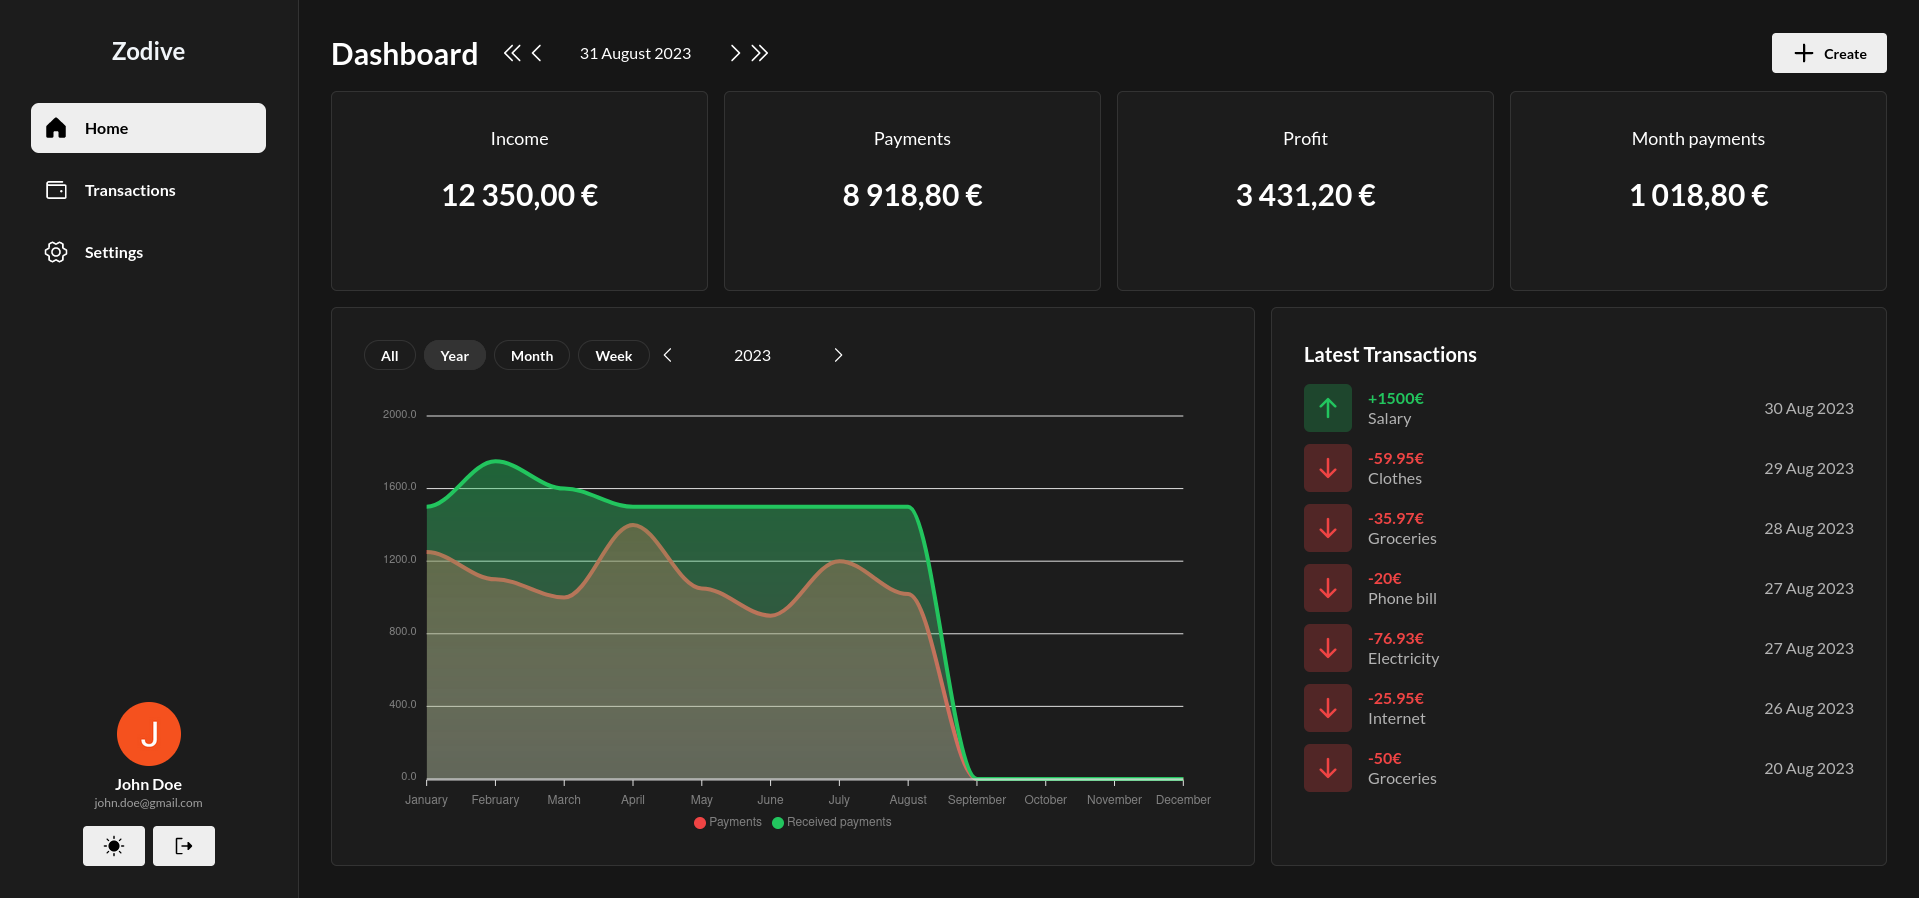 Zodive
Home
Transactions
Settings
J
John Doe
john.doe@gmail.com
Dashboard
31 August 2023
Create
Income
12 350,00 €
Payments
8 918,80 €
Profit
3 431,20 €
Month payments
1 018,80 €
All Year Month Week 2023
2000.0
1600.0
1200.0
800.0
400.0
0.0
January February March April May June July August September October November December
Payments Received payments
Latest Transactions
+1500€
Salary
30 Aug 2023
-59.95€
Clothes
29 Aug 2023
-35.97€
Groceries
28 Aug 2023
-20€
Phone bill
27 Aug 2023
-76.93€
Electricity
27 Aug 2023
-25.95€
Internet
26 Aug 2023
-50€
Groceries
20 Aug 2023